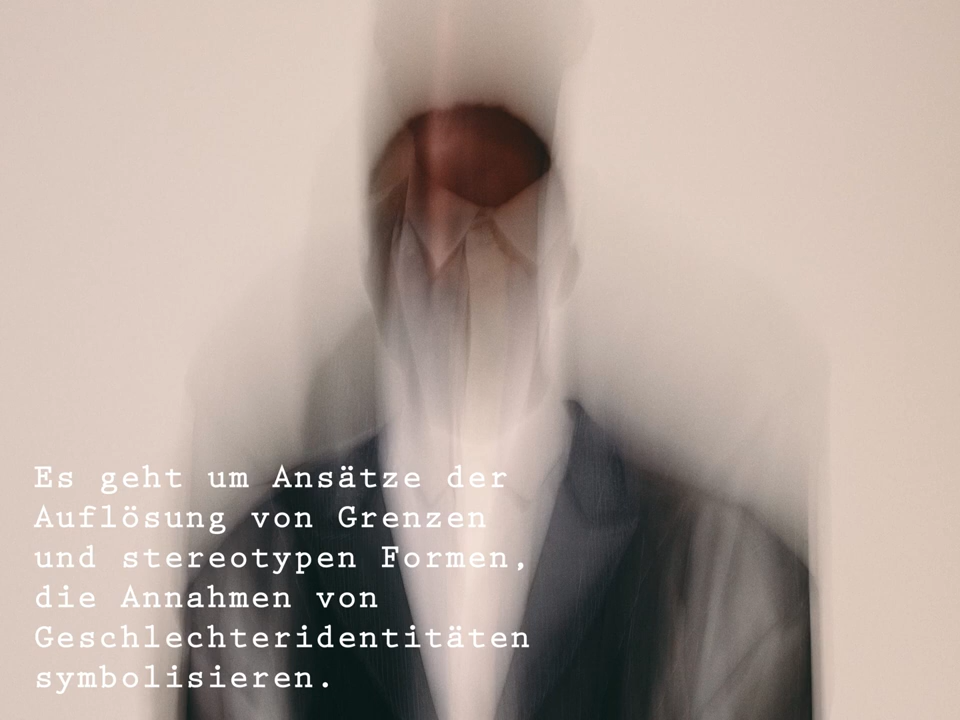 Es geht um Ansätze der
Auflösung von Grenzen
und stereotypen Formen,
die Annahmen von
Geschlechteridentitäten
symbolisieren.